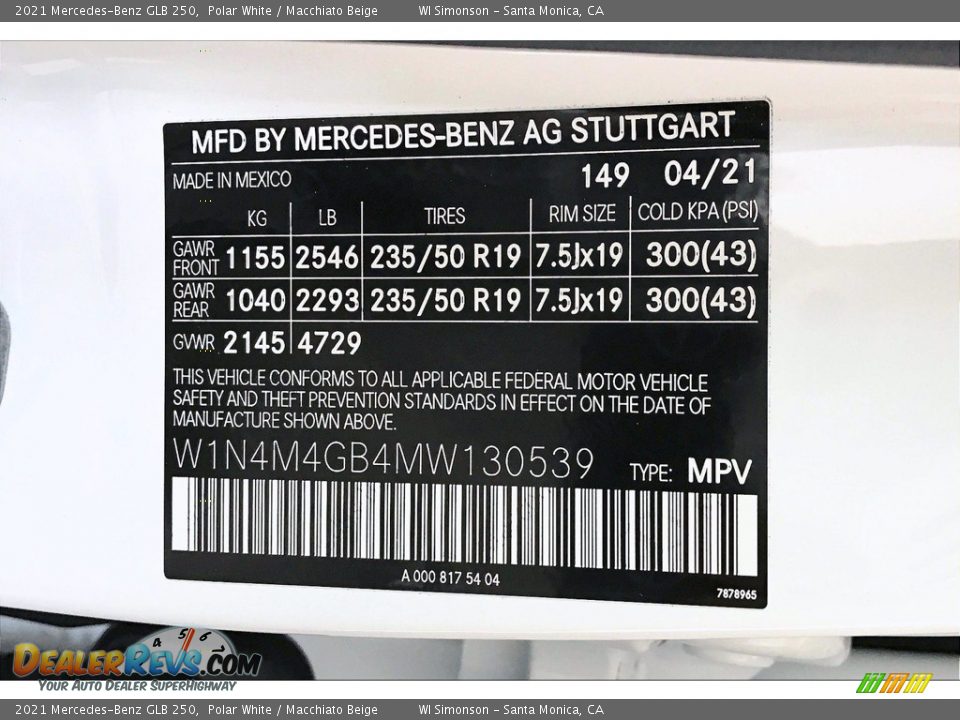 2021 Mercedes-Benz GLB 250, Polar White / Macchiato Beige WI Simonson - Santa Monica, CA
MFD BY MERCEDES-BENZ AG STUTTGART
MADE IN MEXICO 149 04/21
KG LB TIRES RIM SIZE COLD KPA (PSI)
GAWR FRONT 1155 2546 235/50 R19 7.5Jx19 300(43)
GAWR REAR 1040 2293 235/50 R19 7.5Jx19 300(43)
GVWR 2145 4729
THIS VEHICLE CONFORMS TO ALL APPLICABLE FEDERAL MOTOR VEHICLE
SAFETY AND THEFT PREVENTION STANDARDS IN EFFECT ON THE DATE OF
MANUFACTURE SHOWN ABOVE.
W1N4M4GB4MW130539 TYPE: MPV
A 000 817 54 04
7878965
4 5 6
DEALERREVS.COM
YOUR AUTO DEALER SUPERHIGHWAY
2021 Mercedes-Benz GLB 250, Polar White / Macchiato Beige WI Simonson - Santa Monica, CA